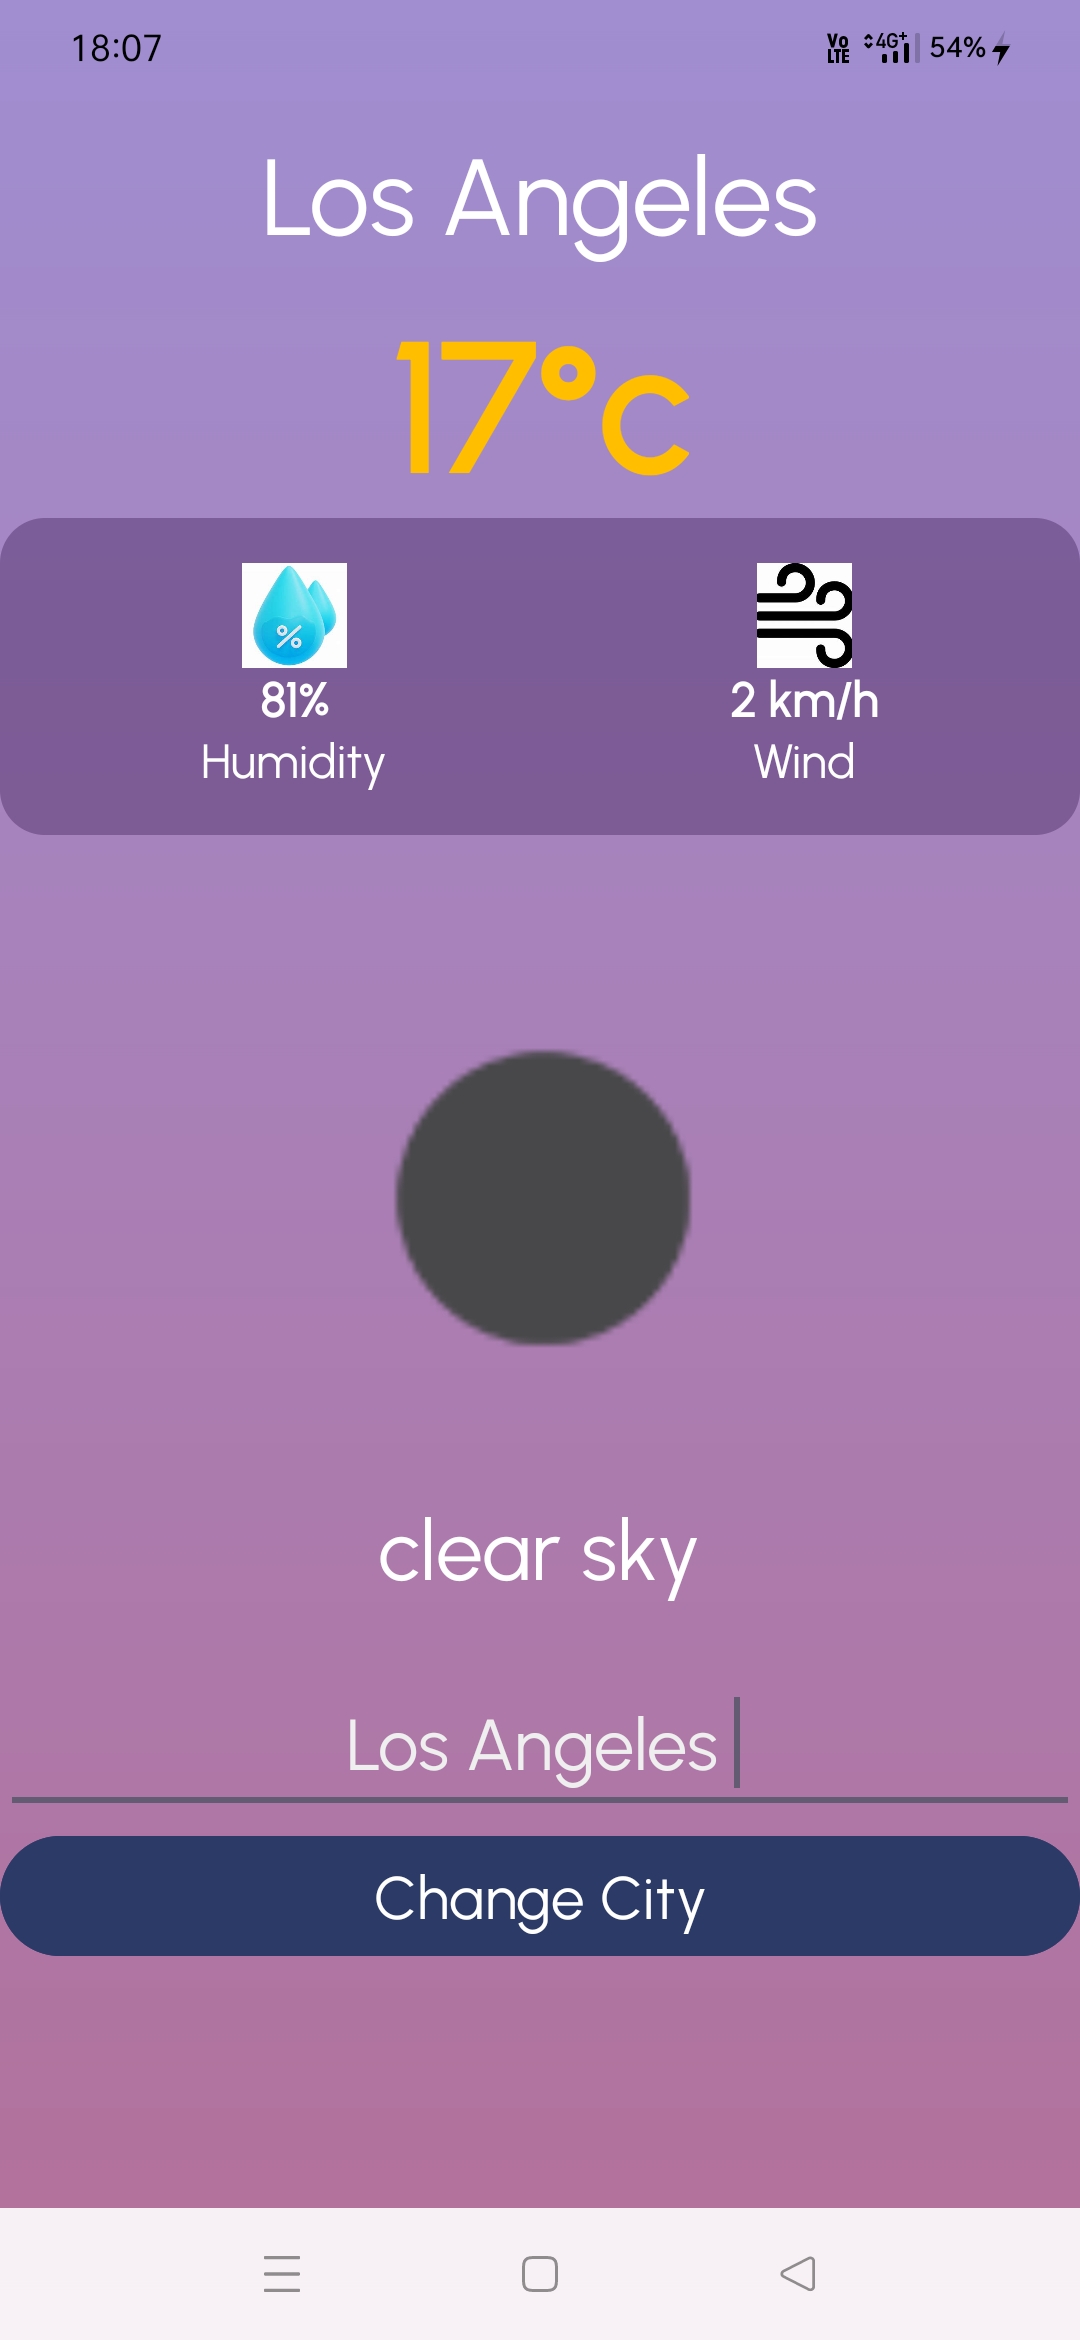 18:07 Vo LTE 4G+ 54%
Los Angeles
17°c
%
81% 2 km/h
Humidity Wind
clear sky
Los Angeles
Change City